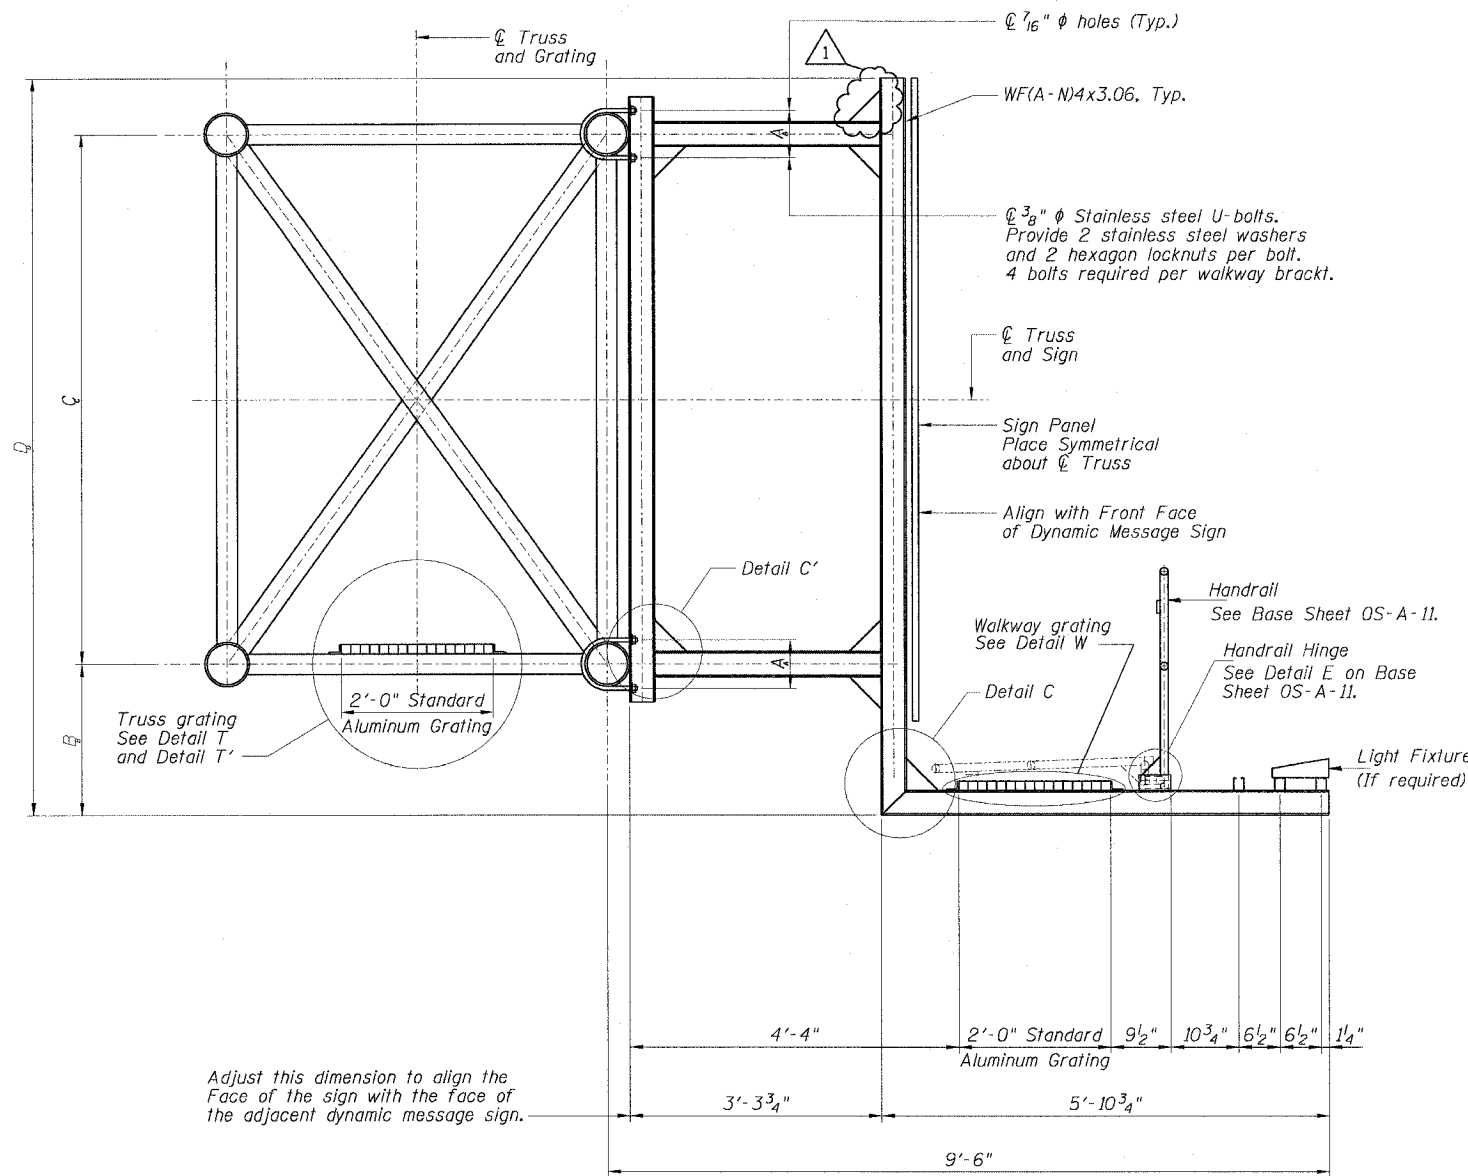 ℄ 7/16" ϕ holes (Typ.)
℄ Truss
and Grating
1
WF(A-N)4x3.06, Typ.
A
℄ 3/8" ϕ Stainless steel U-bolts.
Provide 2 stainless steel washers
and 2 hexagon locknuts per bolt.
4 bolts required per walkway brackt.
℄ Truss
and Sign
C
D
Sign Panel
Place Symmetrical
about ℄ Truss
Align with Front Face
of Dynamic Message Sign
Detail C'
Handrail
See Base Sheet OS-A-11.
Walkway grating
See Detail W
Handrail Hinge
See Detail E on Base
Sheet OS-A-11.
A
Detail C
2'-0" Standard
Aluminum Grating
Truss grating
See Detail T
and Detail T'
B
Light Fixture
(If required)
4'-4"
2'-0" Standard
Aluminum Grating
9 1/2"
10 3/4"
6 1/2"
6 1/2"
1 1/4"
Adjust this dimension to align the
Face of the sign with the face of
the adjacent dynamic message sign.
3'-3 3/4"
5'-10 3/4"
9'-6"